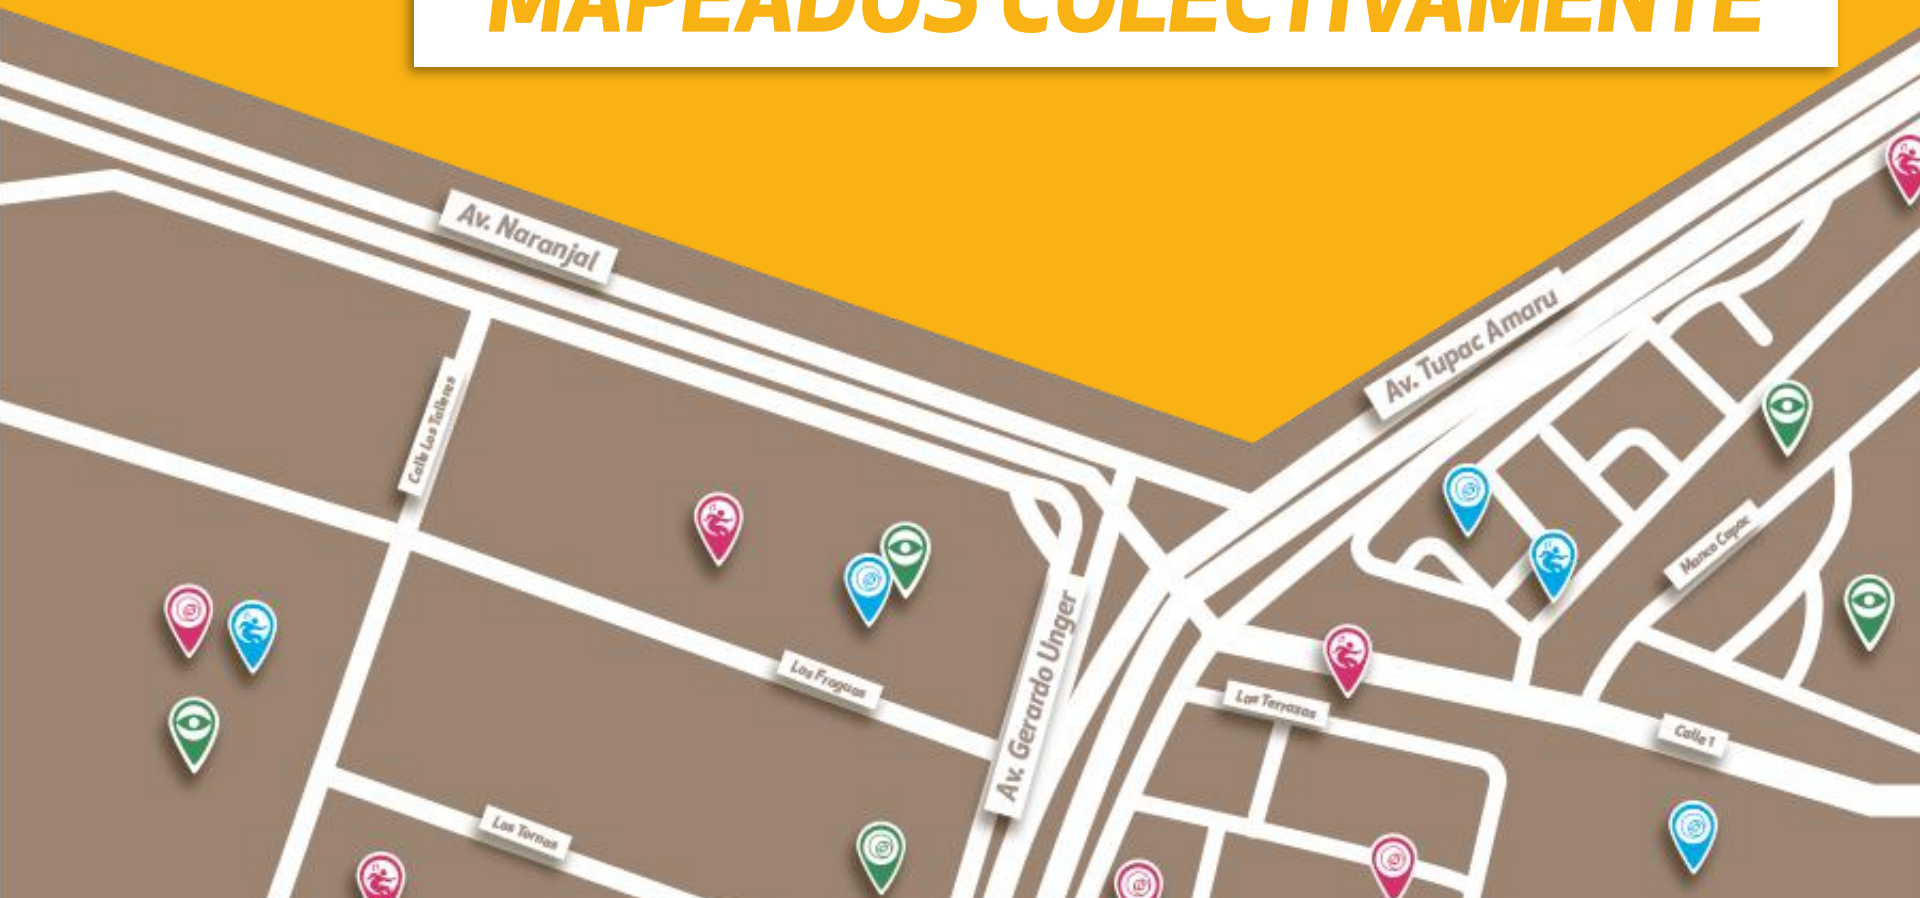 MAPEADOS COLECTIVAMENTE
Av. Naranjal
Av. Tupac Amaru
Calle Los Talleres
Manco Capac
Av. Gerardo Unger
Las Fraguas
Las Terrazas
Calle 1
Los Tornos